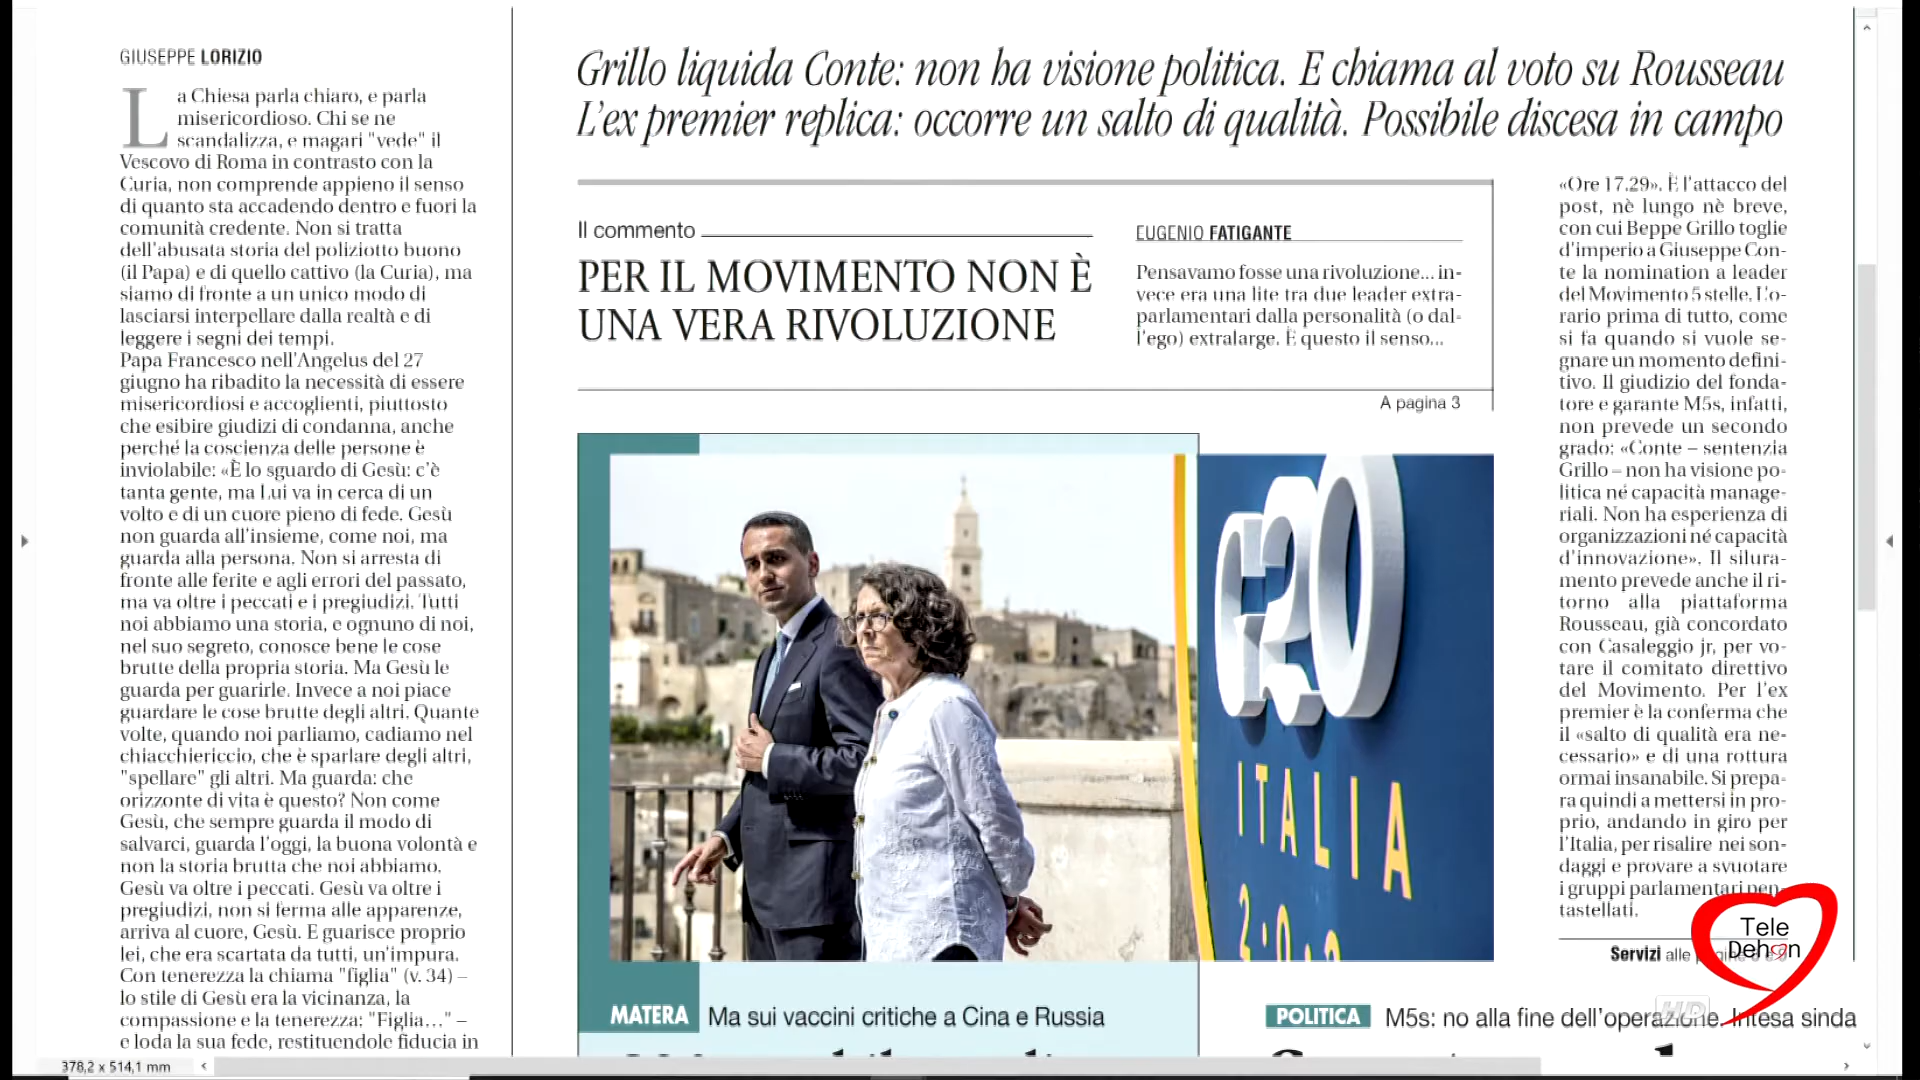 GIUSEPPE LORIZIO
La Chiesa parla chiaro, e parla
misericordioso. Chi se ne
scandalizza, e magari "vede" il
Vescovo di Roma in contrasto con la
Curia, non comprende appieno il senso
di quanto sta accadendo dentro e fuori la
comunità credente. Non si tratta
dell'abusata storia del poliziotto buono
(il Papa) e di quello cattivo (la Curia), ma
siamo di fronte a un unico modo di
lasciarsi interpellare dalla realtà e di
leggere i segni dei tempi.
Papa Francesco nell'Angelus del 27
giugno ha ribadito la necessità di essere
misericordiosi e accoglienti, piuttosto
che esibire giudizi di condanna, anche
perché la coscienza delle persone è
inviolabile: «È lo sguardo di Gesù: c'è
tanta gente, ma Lui va in cerca di un
volto e di un cuore pieno di fede. Gesù
non guarda all'insieme, come noi, ma
guarda alla persona. Non si arresta di
fronte alle ferite e agli errori del passato,
ma va oltre i peccati e i pregiudizi. Tutti
noi abbiamo una storia, e ognuno di noi,
nel suo segreto, conosce bene le cose
brutte della propria storia. Ma Gesù le
guarda per guarirle. Invece a noi piace
guardare le cose brutte degli altri. Quante
volte, quando noi parliamo, cadiamo nel
chiacchiericcio, che è sparlare degli altri,
"spellare" gli altri. Ma guarda: che
orizzonte di vita è questo? Non come
Gesù, che sempre guarda il modo di
salvarci, guarda l'oggi, la buona volontà e
non la storia brutta che noi abbiamo.
Gesù va oltre i peccati. Gesù va oltre i
pregiudizi, non si ferma alle apparenze,
arriva al cuore, Gesù. E guarisce proprio
lei, che era scartata da tutti, un'impura.
Con tenerezza la chiama "figlia" (v. 34) –
lo stile di Gesù era la vicinanza, la
compassione e la tenerezza: "Figlia…" –
e loda la sua fede, restituendole fiducia in
Grillo liquida Conte: non ha visione politica. E chiama al voto su Rousseau
L'ex premier replica: occorre un salto di qualità. Possibile discesa in campo
Il commento
PER IL MOVIMENTO NON È
UNA VERA RIVOLUZIONE
EUGENIO FATIGANTE
Pensavamo fosse una rivoluzione... in-
vece era una lite tra due leader extra-
parlamentari dalla personalità (o dal-
l'ego) extralarge. È questo il senso...
A pagina 3
G20
ITALIA
2·0·2
«Ore 17.29». È l'attacco del
post, nè lungo nè breve,
con cui Beppe Grillo toglie
d'imperio a Giuseppe Con-
te la nomination a leader
del Movimento 5 stelle. L'o-
rario prima di tutto, come
si fa quando si vuole se-
gnare un momento defini-
tivo. Il giudizio del fonda-
tore e garante M5s, infatti,
non prevede un secondo
grado: «Conte – sentenzia
Grillo – non ha visione po-
litica né capacità manage-
riali. Non ha esperienza di
organizzazioni né capacità
d'innovazione». Il silura-
mento prevede anche il ri-
torno alla piattaforma
Rousseau, già concordato
con Casaleggio jr, per vo-
tare il comitato direttivo
del Movimento. Per l'ex
premier è la conferma che
il «salto di qualità era ne-
cessario» e di una rottura
ormai insanabile. Si prepa-
ra quindi a mettersi in pro-
prio, andando in giro per
l'Italia, per risalire nei son-
daggi e provare a svuotare
i gruppi parlamentari pen-
tastellati.
Servizi alle
Tele
Dehon
HD
MATERA Ma sui vaccini critiche a Cina e Russia
POLITICA M5s: no alla fine dell'operazione. Intesa sinda
378,2 x 514,1 mm